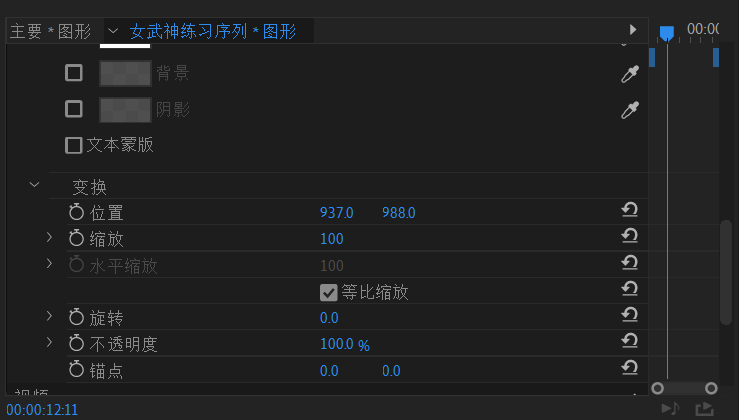 主要 * 图形 女武神练习序列 * 图形 00:00
背景
阴影
文本蒙版
变换
位置 937.0 988.0
缩放 100
水平缩放 100
等比缩放
旋转 0.0
不透明度 100.0 %
锚点 0.0 0.0
视频
00:00:12:11